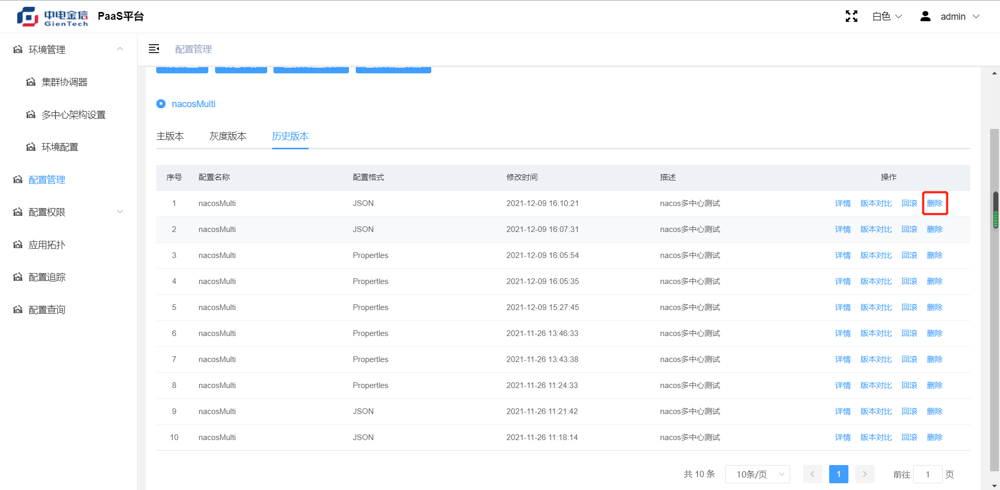 中电金信
GienTech
PaaS平台
白色
admin
环境管理
集群协调器
多中心架构设置
环境配置
配置管理
配置权限
应用拓扑
配置追踪
配置查询
配置管理
nacosMulti
主版本 灰度版本 历史版本
序号 配置名称 配置格式 修改时间 描述 操作
1 nacosMulti JSON 2021-12-09 16:10:21 nacos多中心测试 详情 版本对比 回滚 删除
2 nacosMulti JSON 2021-12-09 16:07:31 nacos多中心测试 详情 版本对比 回滚 删除
3 nacosMulti Propertles 2021-12-09 16:05:54 nacos多中心测试 详情 版本对比 回滚 删除
4 nacosMulti Propertles 2021-12-09 16:05:35 nacos多中心测试 详情 版本对比 回滚 删除
5 nacosMulti Propertles 2021-12-09 15:27:45 nacos多中心测试 详情 版本对比 回滚 删除
6 nacosMulti Propertles 2021-11-26 13:46:33 nacos多中心测试 详情 版本对比 回滚 删除
7 nacosMulti Propertles 2021-11-26 13:43:38 nacos多中心测试 详情 版本对比 回滚 删除
8 nacosMulti Propertles 2021-11-26 11:24:33 nacos多中心测试 详情 版本对比 回滚 删除
9 nacosMulti JSON 2021-11-26 11:21:42 nacos多中心测试 详情 版本对比 回滚 删除
10 nacosMulti JSON 2021-11-26 11:18:14 nacos多中心测试 详情 版本对比 回滚 删除
共 10 条 10条/页 1 前往 1 页